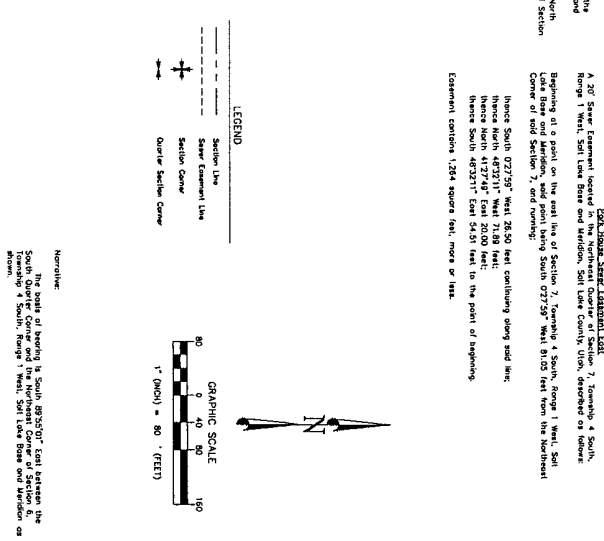 the
and
North
Section
Park House Sewer Easement East
A 20' Sewer Easement located in the Northeast Quarter of Section 7, Township 4 South,
Range 1 West, Salt Lake Base and Meridian, Salt Lake County, Utah, described as follows:
Beginning at a point on the east line of Section 7, Township 4 South, Range 1 West, Salt
Lake Base and Meridian, said point being South 0°27'59" West 81.05 feet from the Northeast
Corner of said Section 7, and running;
thence South 0°27'59" West 26.50 feet continuing along said line;
thence North 48°32'11" West 71.89 feet;
thence North 41°27'49" East 20.00 feet;
thence South 48°32'11" East 54.51 feet to the point of beginning.
Easement contains 1,264 square feet, more or less.
LEGEND
Section Line
Sewer Easement Line
Section Corner
Quarter Section Corner
N
GRAPHIC SCALE
80 0 40 80 160
1" (INCH) = 80 ' (FEET)
Narrative:
The basis of bearing is South 89°55'01" East between the
South Quarter Corner and the Northeast Corner of Section 6,
Township 4 South, Range 1 West, Salt Lake Base and Meridian as
shown.